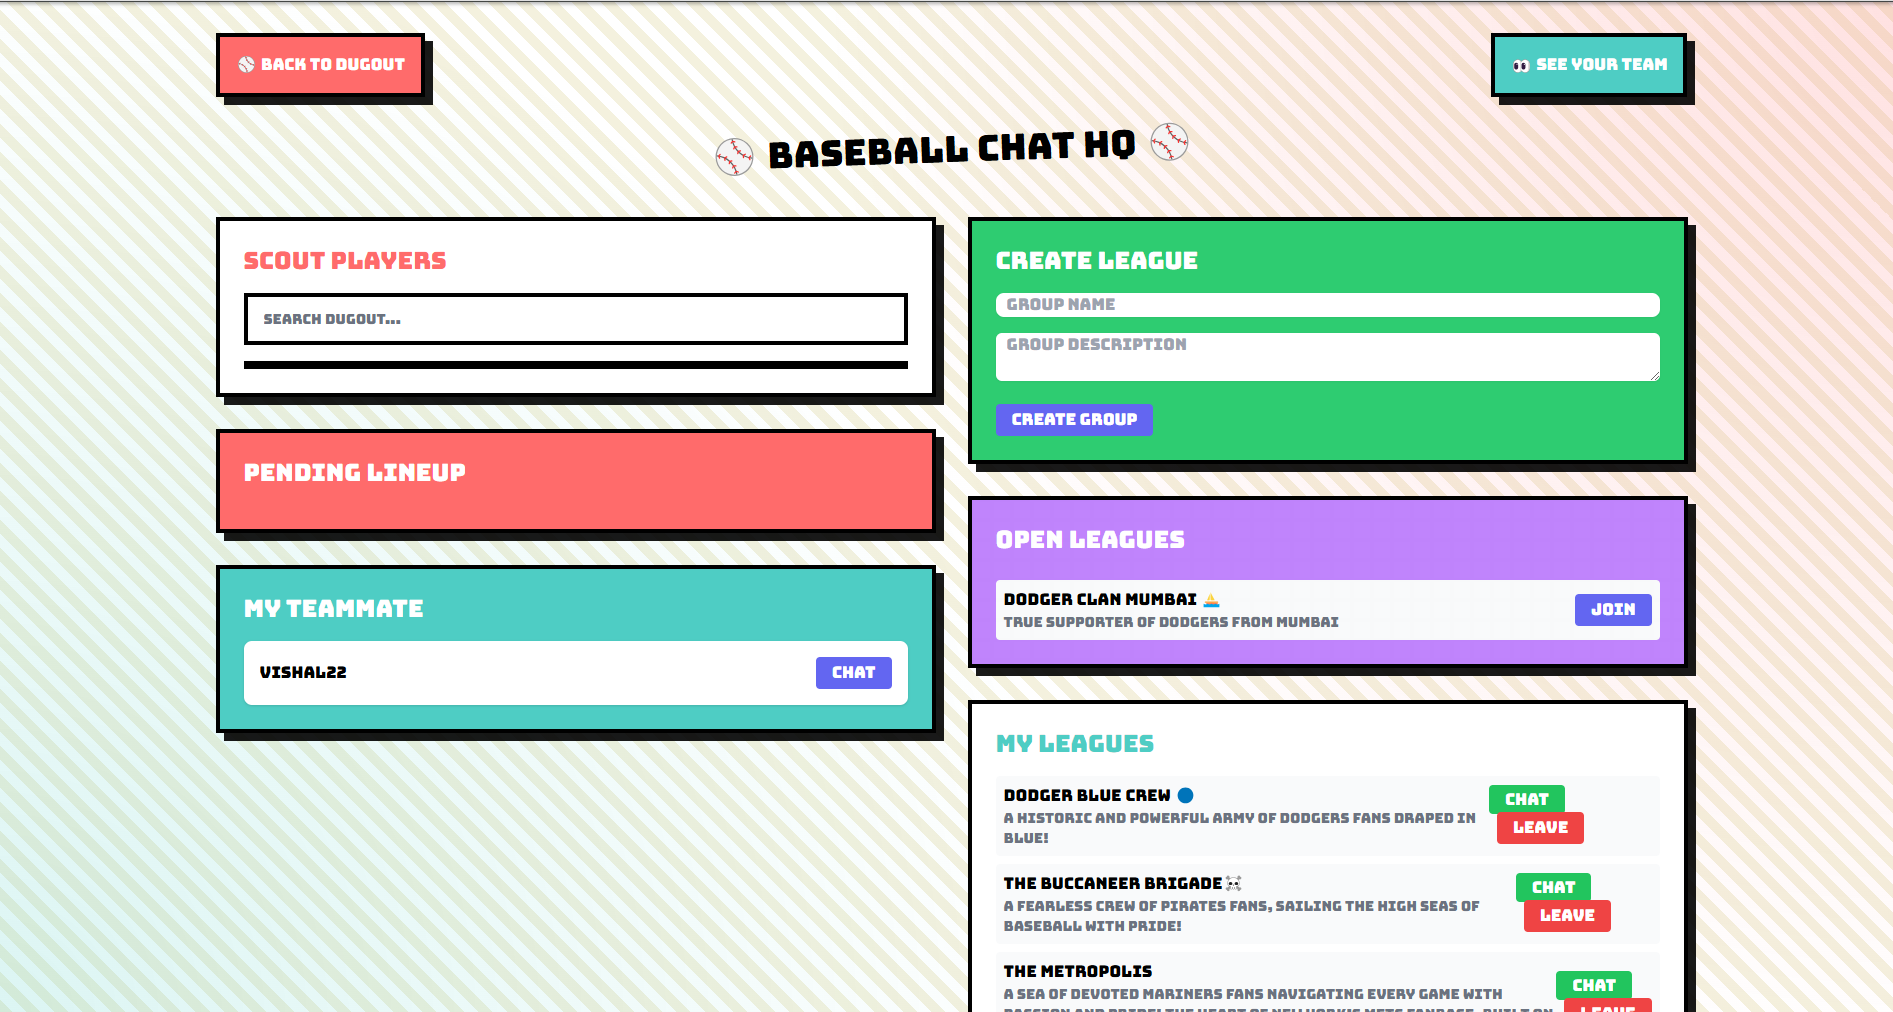 ⚾ BACK TO DUGOUT
👀 SEE YOUR TEAM
⚾ BASEBALL CHAT HQ ⚾
SCOUT PLAYERS
SEARCH DUGOUT...
PENDING LINEUP
MY TEAMMATE
VISHAL22
CHAT
CREATE LEAGUE
GROUP NAME
GROUP DESCRIPTION
CREATE GROUP
OPEN LEAGUES
DODGER CLAN MUMBAI ⛵
TRUE SUPPORTER OF DODGERS FROM MUMBAI
JOIN
MY LEAGUES
DODGER BLUE CREW 🔵
A HISTORIC AND POWERFUL ARMY OF DODGERS FANS DRAPED IN
BLUE!
CHAT
LEAVE
THE BUCCANEER BRIGADE☠
A FEARLESS CREW OF PIRATES FANS, SAILING THE HIGH SEAS OF
BASEBALL WITH PRIDE!
CHAT
LEAVE
THE METROPOLIS
A SEA OF DEVOTED MARINERS FANS NAVIGATING EVERY GAME WITH
CHAT
LEAVE